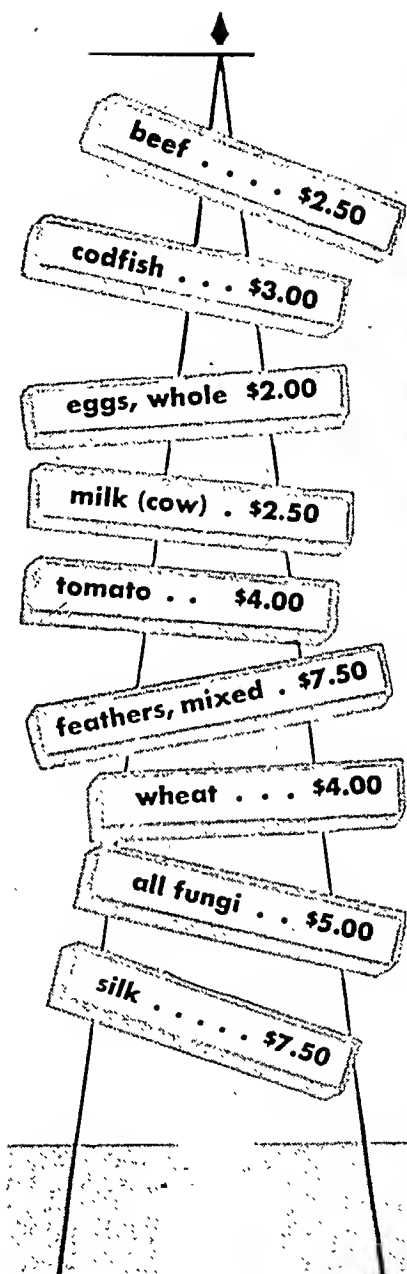 beef . . . . $2.50
codfish . . . $3.00
eggs, whole $2.00
milk (cow) . $2.50
tomato . . $4.00
feathers, mixed . $7.50
wheat . . . $4.00
all fungi . . $5.00
silk . . . . . $7.50